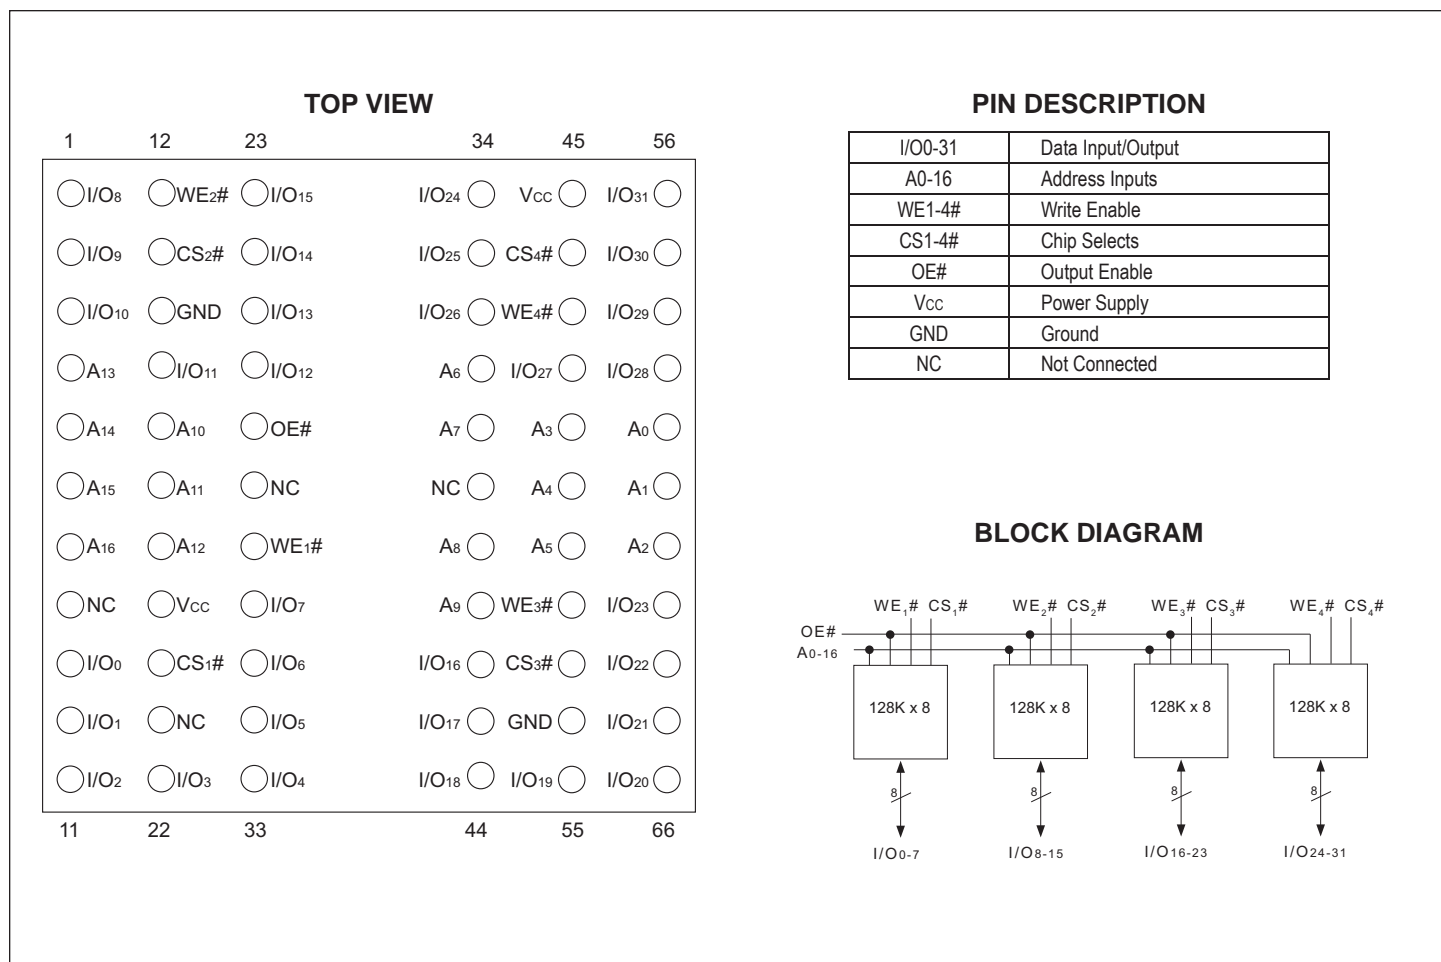 TOP VIEW
1 12 23 34 45 56
I/O8 WE2# I/O15 I/O24 VCC I/O31
I/O9 CS2# I/O14 I/O25 CS4# I/O30
I/O10 GND I/O13 I/O26 WE4# I/O29
A13 I/O11 I/O12 A6 I/O27 I/O28
A14 A10 OE# A7 A3 A0
A15 A11 NC NC A4 A1
A16 A12 WE1# A8 A5 A2
NC VCC I/O7 A9 WE3# I/O23
I/O0 CS1# I/O6 I/O16 CS3# I/O22
I/O1 NC I/O5 I/O17 GND I/O21
I/O2 I/O3 I/O4 I/O18 I/O19 I/O20
11 22 33 44 55 66
PIN DESCRIPTION
I/O0-31 Data Input/Output
A0-16 Address Inputs
WE1-4# Write Enable
CS1-4# Chip Selects
OE# Output Enable
VCC Power Supply
GND Ground
NC Not Connected
BLOCK DIAGRAM
WE1# CS1# WE2# CS2# WE3# CS3# WE4# CS4#
OE#
A0-16
128K x 8 128K x 8 128K x 8 128K x 8
8 8 8 8
I/O0-7 I/O8-15 I/O16-23 I/O24-31